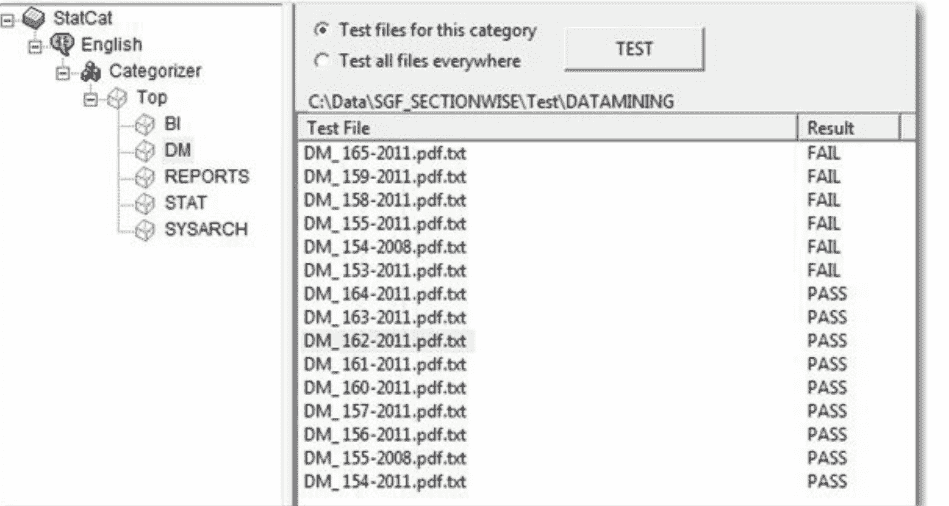 StatCat
English
Categorizer
Top
BI
DM
REPORTS
STAT
SYSARCH
Test files for this category
Test all files everywhere
TEST
C:\Data\SGF_SECTIONWISE\Test\DATAMINING
Test File Result
DM_165-2011.pdf.txt FAIL
DM_159-2011.pdf.txt FAIL
DM_158-2011.pdf.txt FAIL
DM_155-2011.pdf.txt FAIL
DM_154-2008.pdf.txt FAIL
DM_153-2011.pdf.txt FAIL
DM_164-2011.pdf.txt PASS
DM_163-2011.pdf.txt PASS
DM_162-2011.pdf.txt PASS
DM_161-2011.pdf.txt PASS
DM_160-2011.pdf.txt PASS
DM_157-2011.pdf.txt PASS
DM_156-2011.pdf.txt PASS
DM_155-2008.pdf.txt PASS
DM_154-2011.pdf.txt PASS